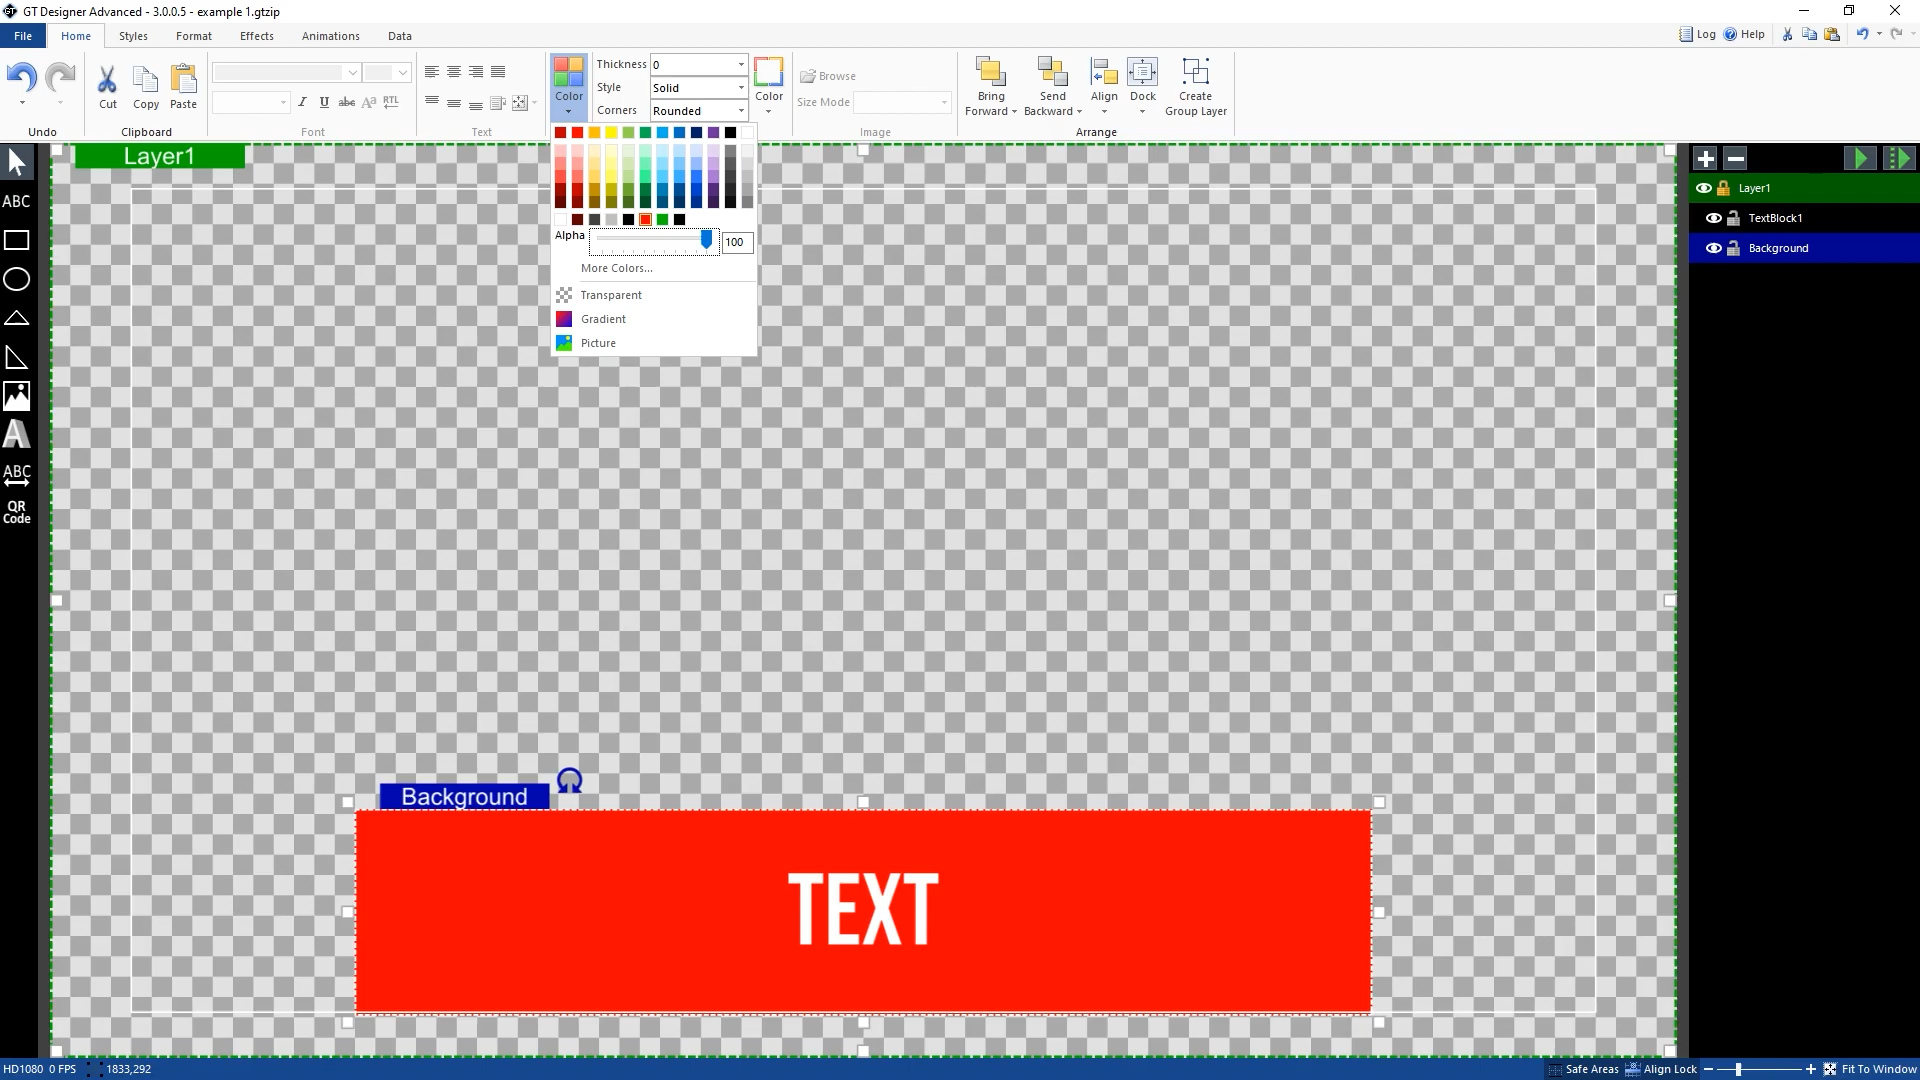 GT Designer Advanced - 3.0.0.5 - example 1.gtzip
File Home Styles Format Effects Animations Data
Log Help
Undo
Cut Copy Paste
Clipboard
I U abc Aa RTL
Font
Text
Color
Thickness 0
Style Solid
Corners Rounded
Color
Browse
Size Mode
Image
Bring Forward
Send Backward
Align
Dock
Create Group Layer
Arrange
Alpha 100
More Colors...
Transparent
Gradient
Picture
ABC
A
ABC
QR
Code
Layer1
Background
TEXT
Layer1
TextBlock1
Background
HD1080 0 FPS 1833,292
Safe Areas Align Lock Fit To Window